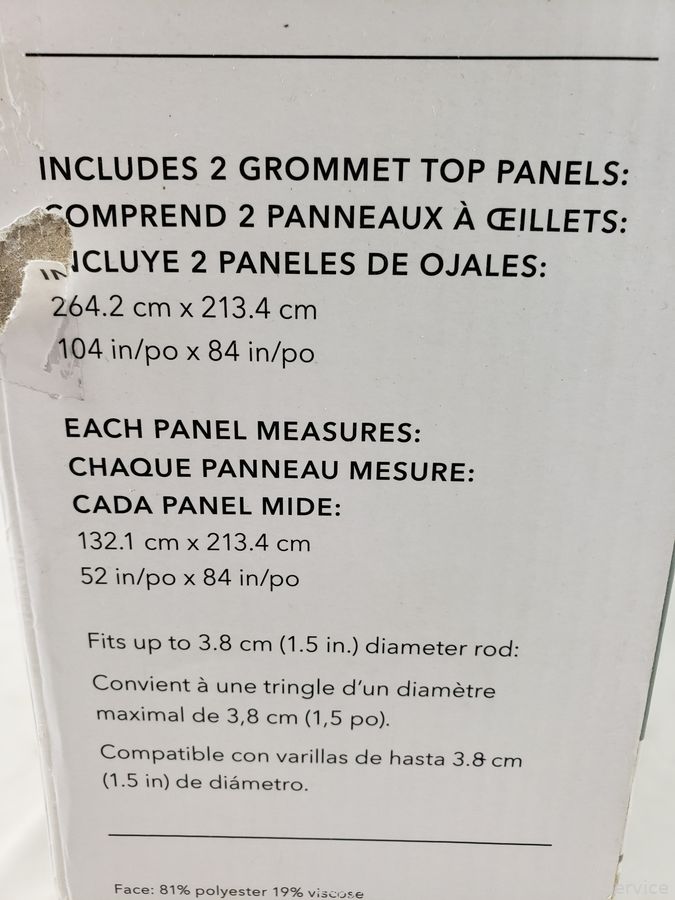 INCLUDES 2 GROMMET TOP PANELS:
COMPREND 2 PANNEAUX À ŒILLETS:
INCLUYE 2 PANELES DE OJALES:
264.2 cm x 213.4 cm
104 in/po x 84 in/po
EACH PANEL MEASURES:
CHAQUE PANNEAU MESURE:
CADA PANEL MIDE:
132.1 cm x 213.4 cm
52 in/po x 84 in/po
Fits up to 3.8 cm (1.5 in.) diameter rod:
Convient à une tringle d'un diamètre
maximal de 3,8 cm (1,5 po).
Compatible con varillas de hasta 3.8 cm
(1.5 in) de diámetro.
Face: 81% polyester 19% viscose